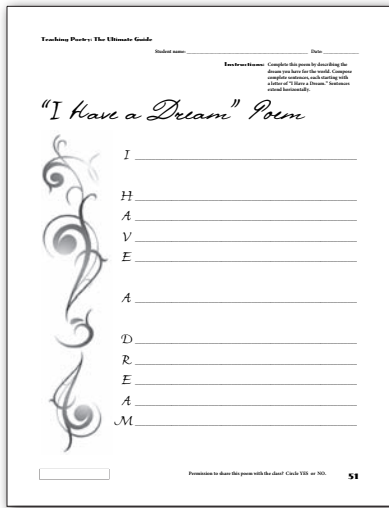 Teaching Poetry: The Ultimate Guide
Student name: Date:
Instructions: Complete this poem by describing the
dream you have for the world. Compose
complete sentences, each starting with
a letter of "I Have a Dream." Sentences
extend horizontally.
"I Have a Dream" Poem
I
H
A
V
E
A
D
R
E
A
M
Permission to share this poem with the class? Circle YES or NO.
51